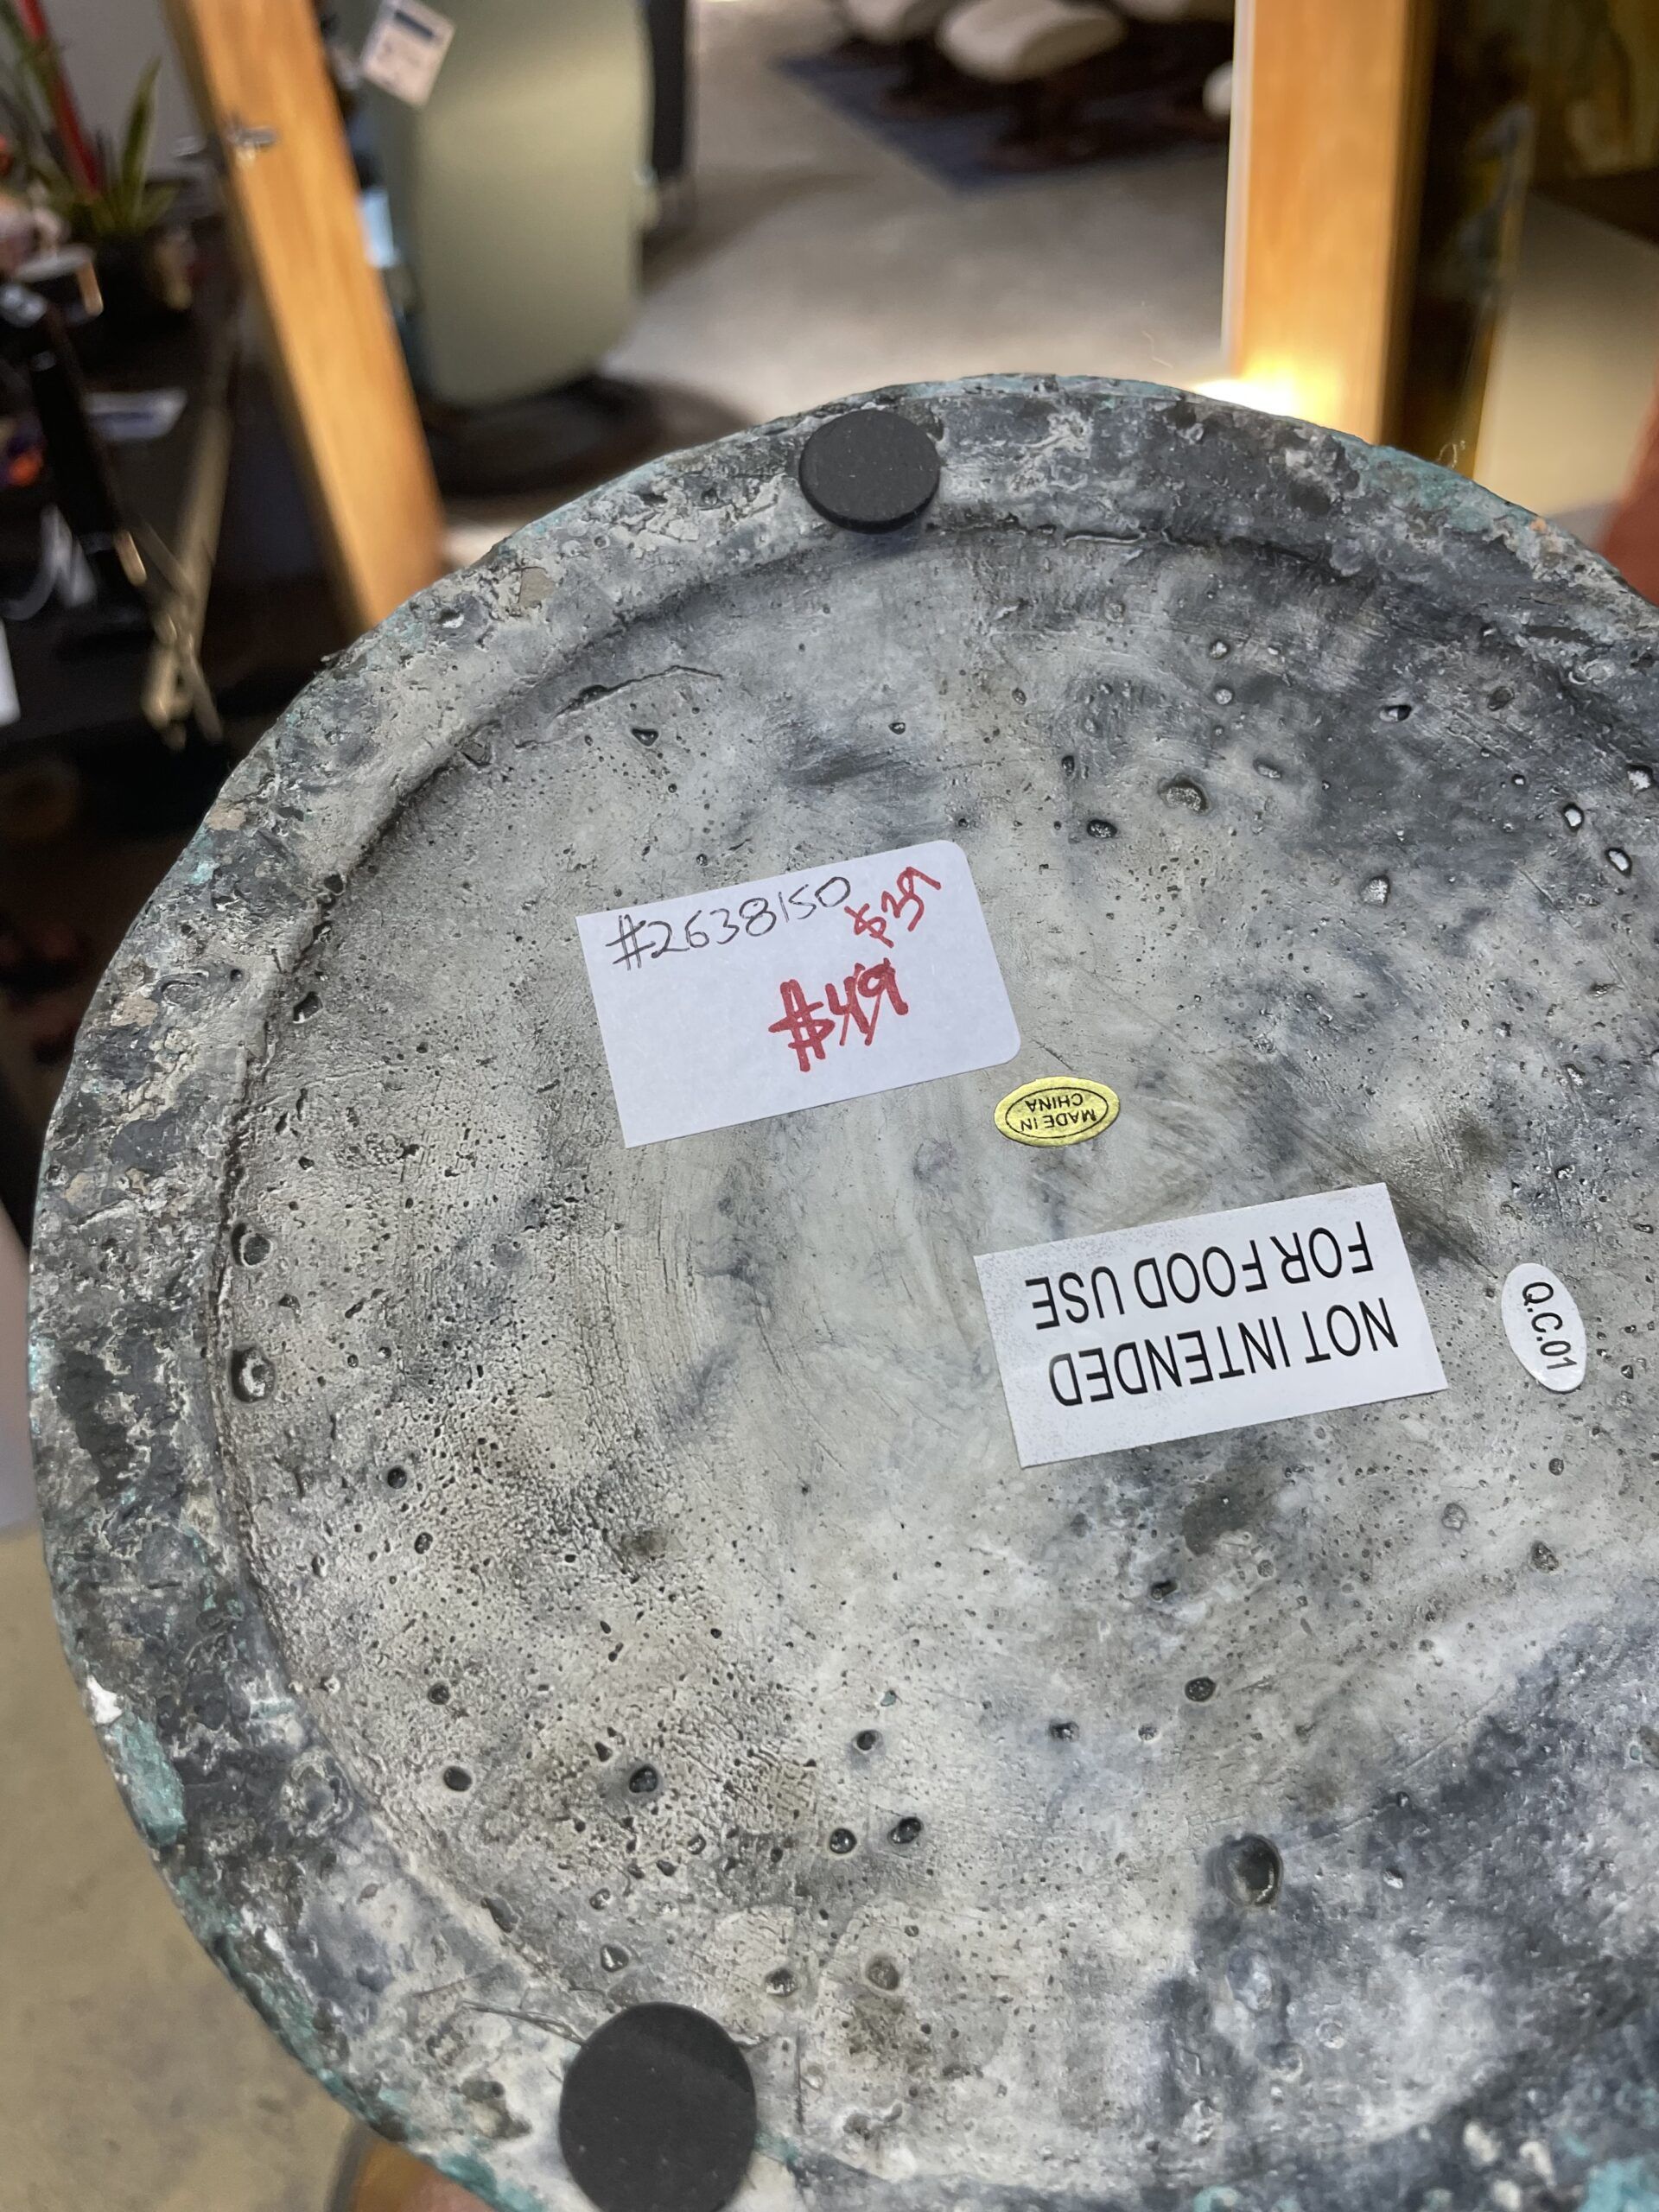 #2638150
$39
$49
MADE IN
CHINA
NOT INTENDED
FOR FOOD USE
Q.C.01